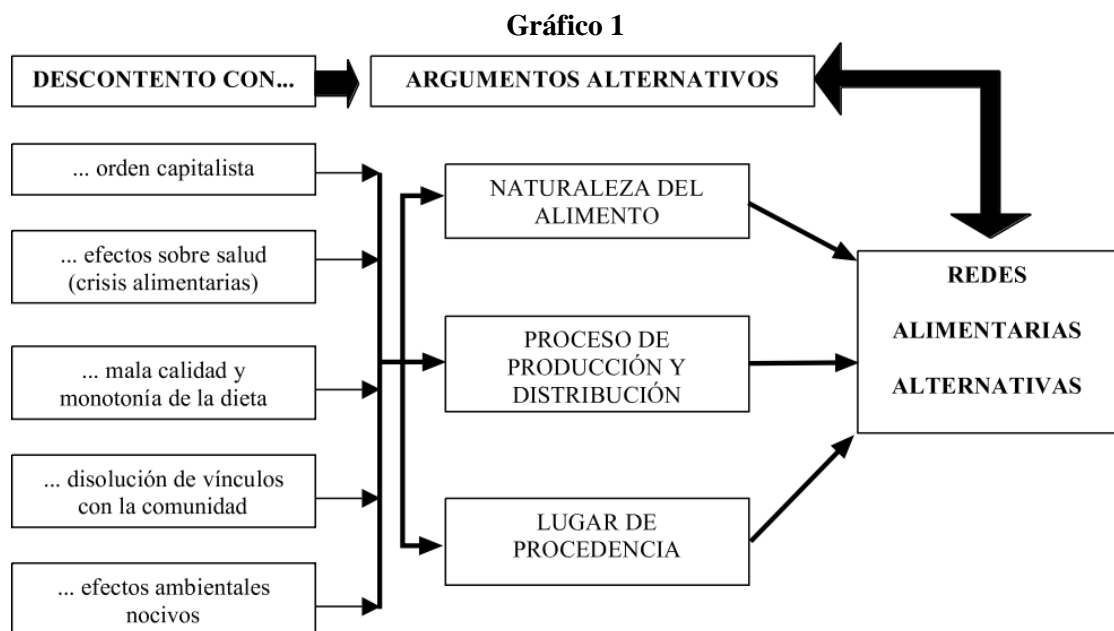 Gráfico 1
DESCONTENTO CON...
ARGUMENTOS ALTERNATIVOS
... orden capitalista
... efectos sobre salud
(crisis alimentarias)
... mala calidad y
monotonía de la dieta
... disolución de vínculos
con la comunidad
... efectos ambientales
nocivos
NATURALEZA DEL
ALIMENTO
PROCESO DE
PRODUCCIÓN Y
DISTRIBUCIÓN
LUGAR DE
PROCEDENCIA
REDES
ALIMENTARIAS
ALTERNATIVAS